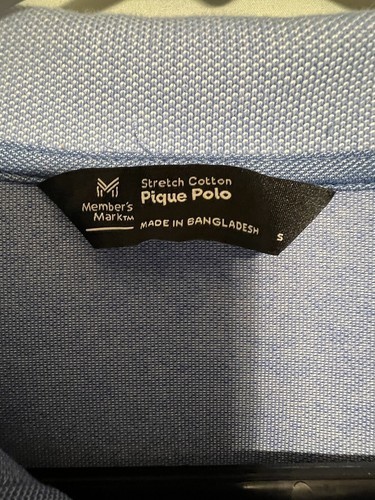 Member's
Mark™
Stretch Cotton
Pique Polo
MADE IN BANGLADESH
S